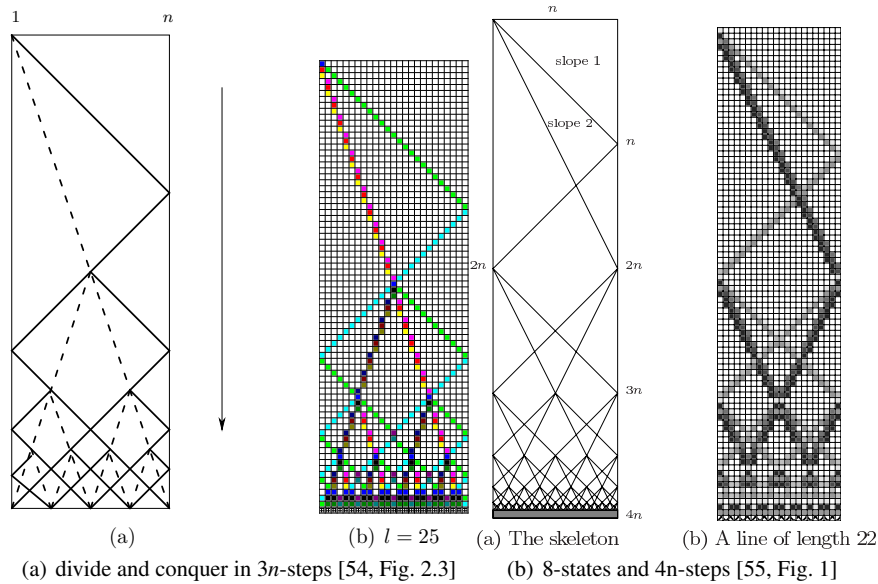 1
n
n
slope 1
slope 2
n
2n
2n
3n
4n
(a)
(b) l = 25
(a) The skeleton
(b) A line of length 22
(a) divide and conquer in 3n-steps [54, Fig. 2.3]
(b) 8-states and 4n-steps [55, Fig. 1]